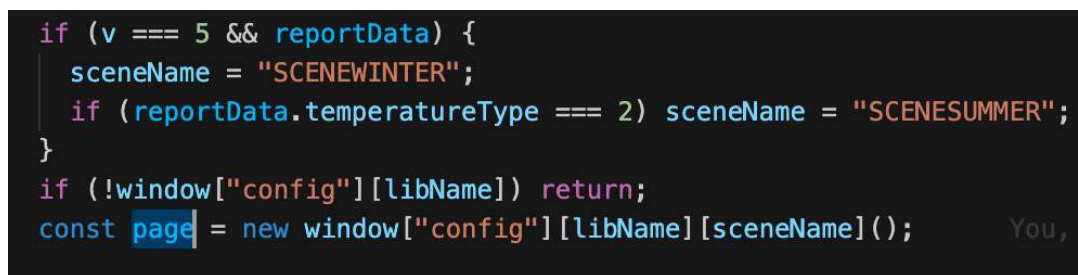 if (v === 5 && reportData) {
sceneName = "SCENEWINTER";
if (reportData.temperatureType === 2) sceneName = "SCENESUMMER";
}
if (!window["config"][libName]) return;
const page = new window["config"][libName][sceneName](); You,